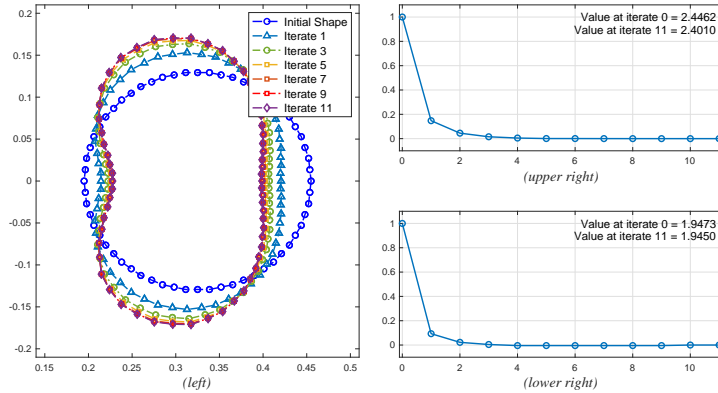 0.2
0.15
0.1
0.05
0
-0.05
-0.1
-0.15
-0.2
0.15
0.2
0.25
0.3
0.35
0.4
0.45
0.5
Initial Shape
Iterate 1
Iterate 3
Iterate 5
Iterate 7
Iterate 9
Iterate 11
(left)
Value at iterate 0 = 2.4462
Value at iterate 11 = 2.4010
1
0.8
0.6
0.4
0.2
0
0
2
4
6
8
10
(upper right)
Value at iterate 0 = 1.9473
Value at iterate 11 = 1.9450
1
0.8
0.6
0.4
0.2
0
0
2
4
6
8
10
(lower right)